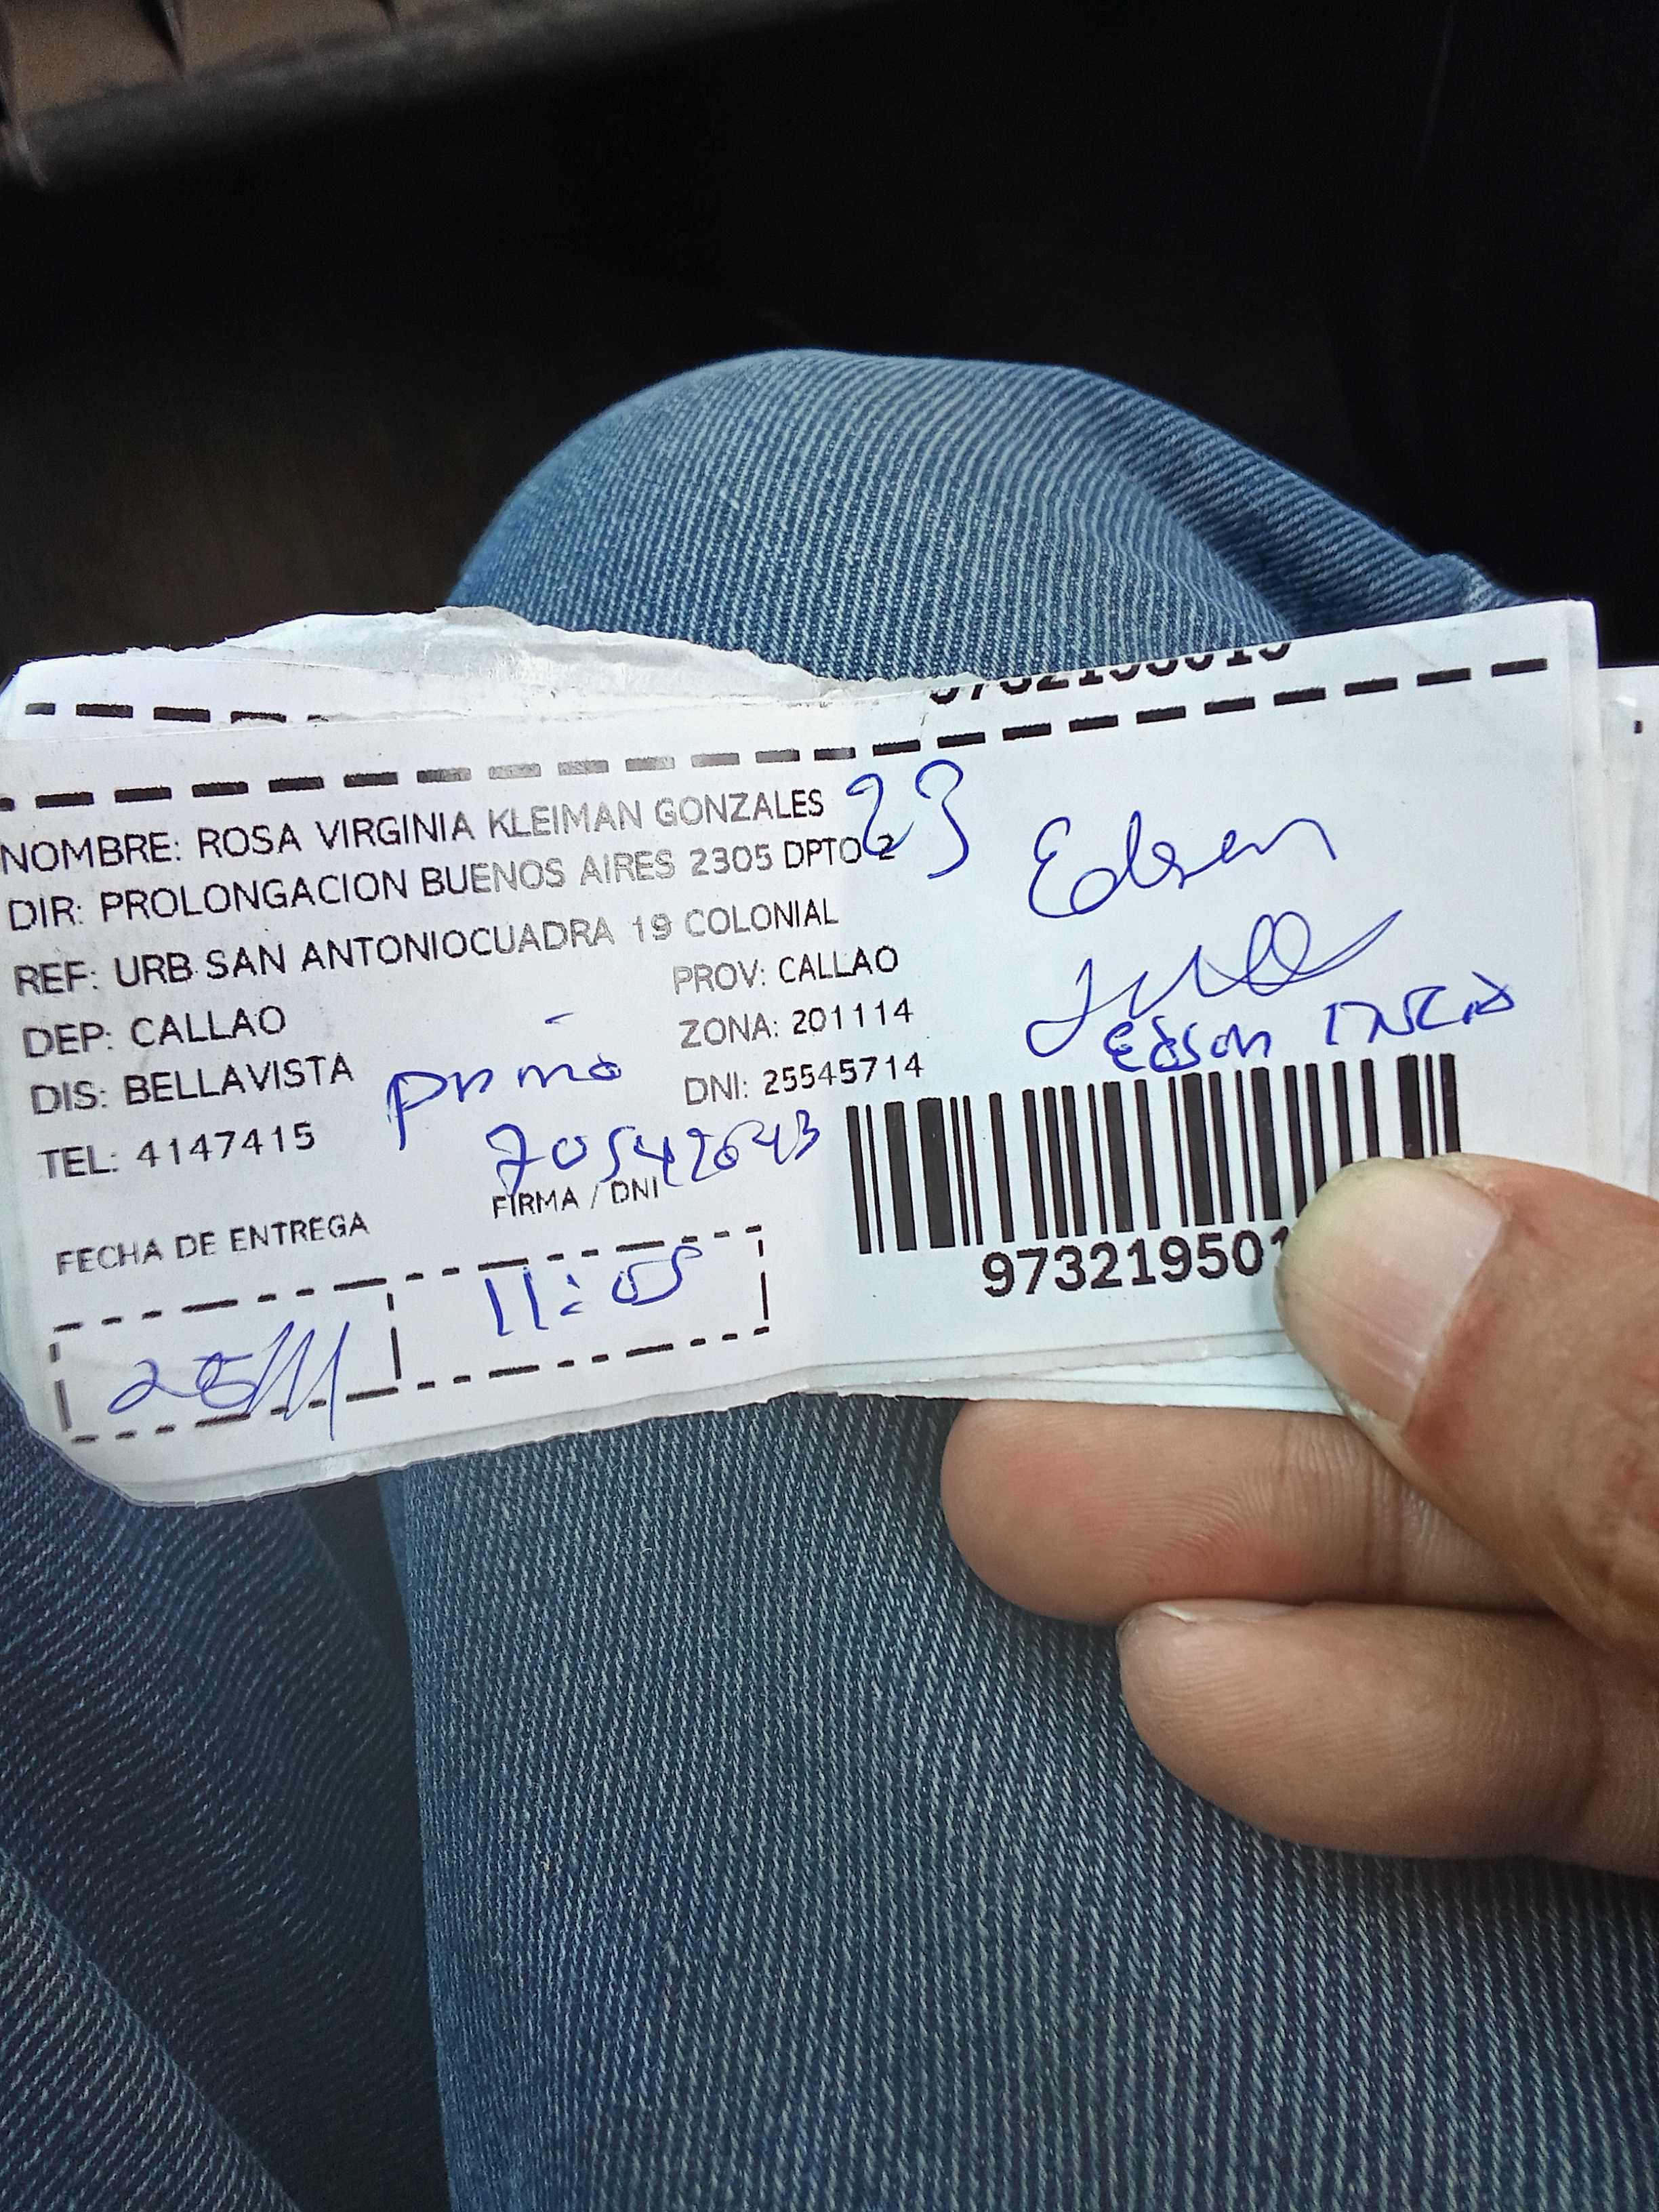 NOMBRE: ROSA VIRGINIA KLEIMAN GONZALES
23
DIR: PROLONGACION BUENOS AIRES 2305 DPTO 2
Edson
REF: URB SAN ANTONIOCUADRA 19 COLONIAL
DEP: CALLAO
PROV: CALLAO
ZONA: 201114
Edson
DIS: BELLAVISTA
primo
DNI: 25545714
TEL: 4147415
70542643
FIRMA / DNI
FECHA DE ENTREGA
11:05
25/11
973219501